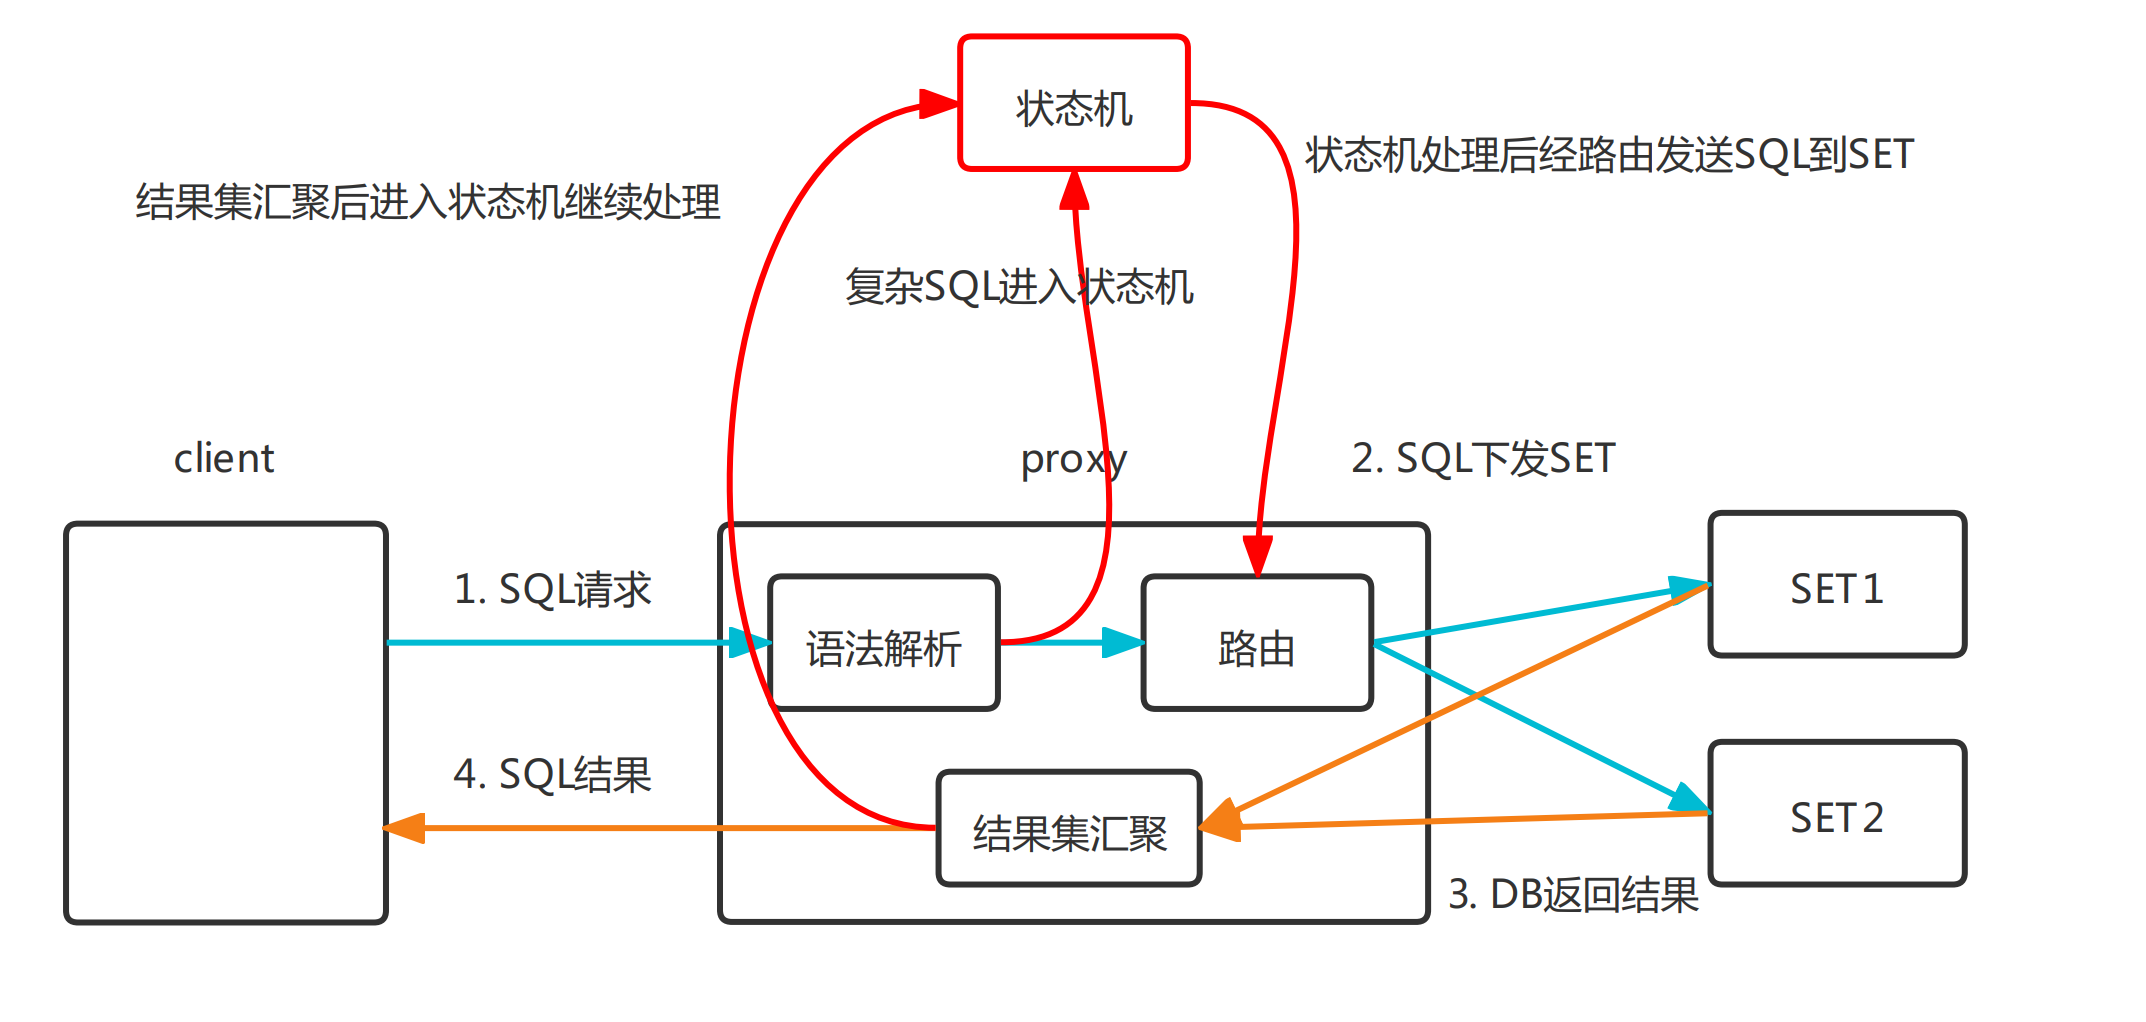 状态机
状态机处理后经路由发送SQL到SET
结果集汇聚后进入状态机继续处理
复杂SQL进入状态机
client
proxy
2. SQL下发SET
1. SQL请求
语法解析
路由
SET1
4. SQL结果
结果集汇聚
SET2
3. DB返回结果